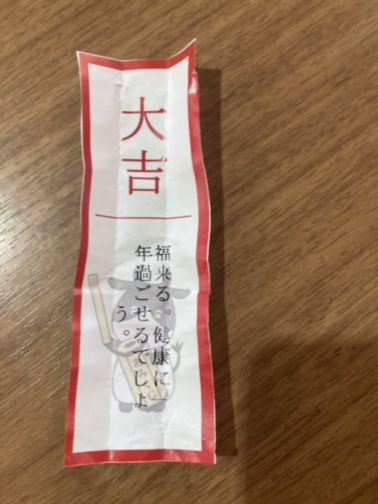 大吉
福来る。健康に一
年過ごせるでしょ
う。